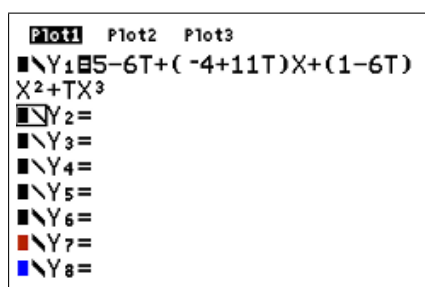 Plot1 Plot2 Plot3
\Y₁=5-6T+(⁻4+11T)X+(1-6T)
X²+TX³
\Y₂=
\Y₃=
\Y₄=
\Y₅=
\Y₆=
\Y₇=
\Y₈=